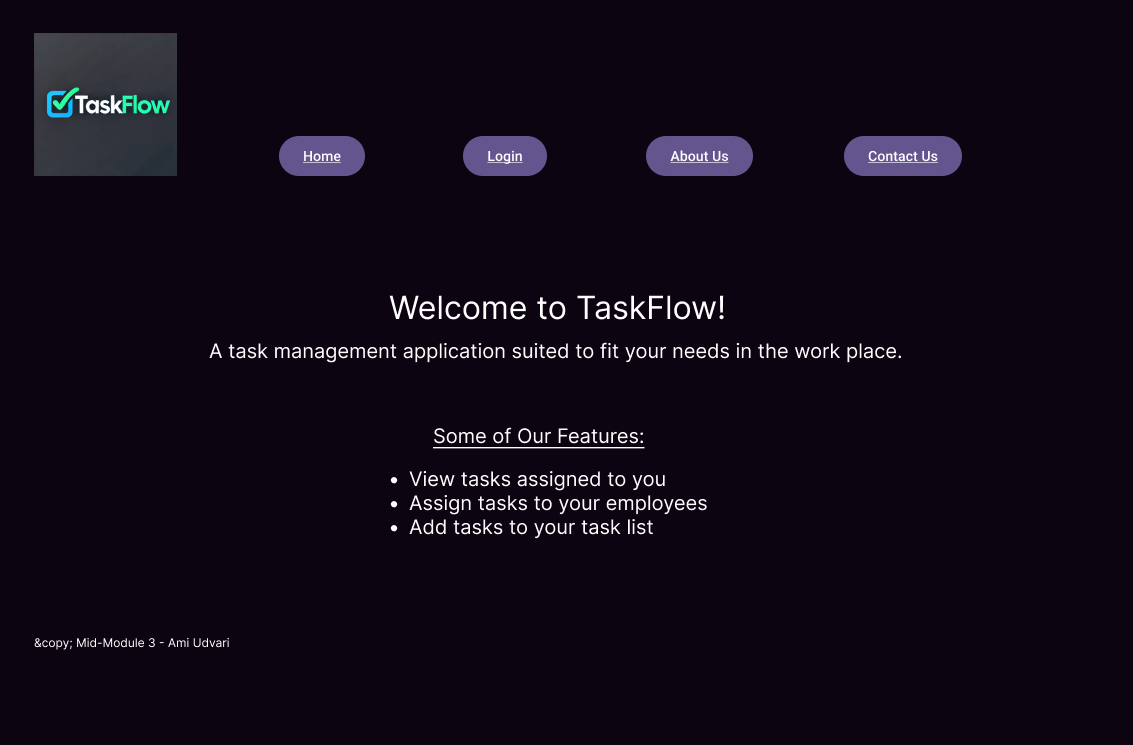 TaskFlow
Home
Login
About Us
Contact Us
Welcome to TaskFlow!
A task management application suited to fit your needs in the work place.
Some of Our Features:
• View tasks assigned to you
• Assign tasks to your employees
• Add tasks to your task list
&copy; Mid-Module 3 - Ami Udvari